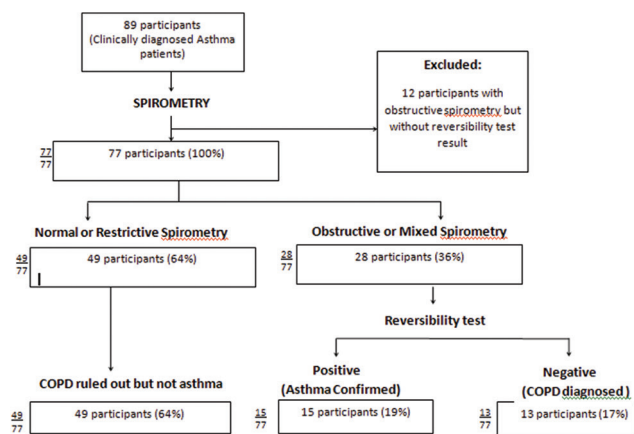 89 participants
(Clinically diagnosed Asthma
patients)
Excluded:
12 participants with
obstructive spirometry but
without reversibility test
result
SPIROMETRY
77
77
77 participants (100%)
Normal or Restrictive Spirometry
49
77
49 participants (64%)
Obstructive or Mixed Spirometry
28
77
28 participants (36%)
Reversibility test
COPD ruled out but not asthma
49
77
49 participants (64%)
Positive
(Asthma Confirmed)
15
77
15 participants (19%)
Negative
(COPD diagnosed )
13
77
13 participants (17%)